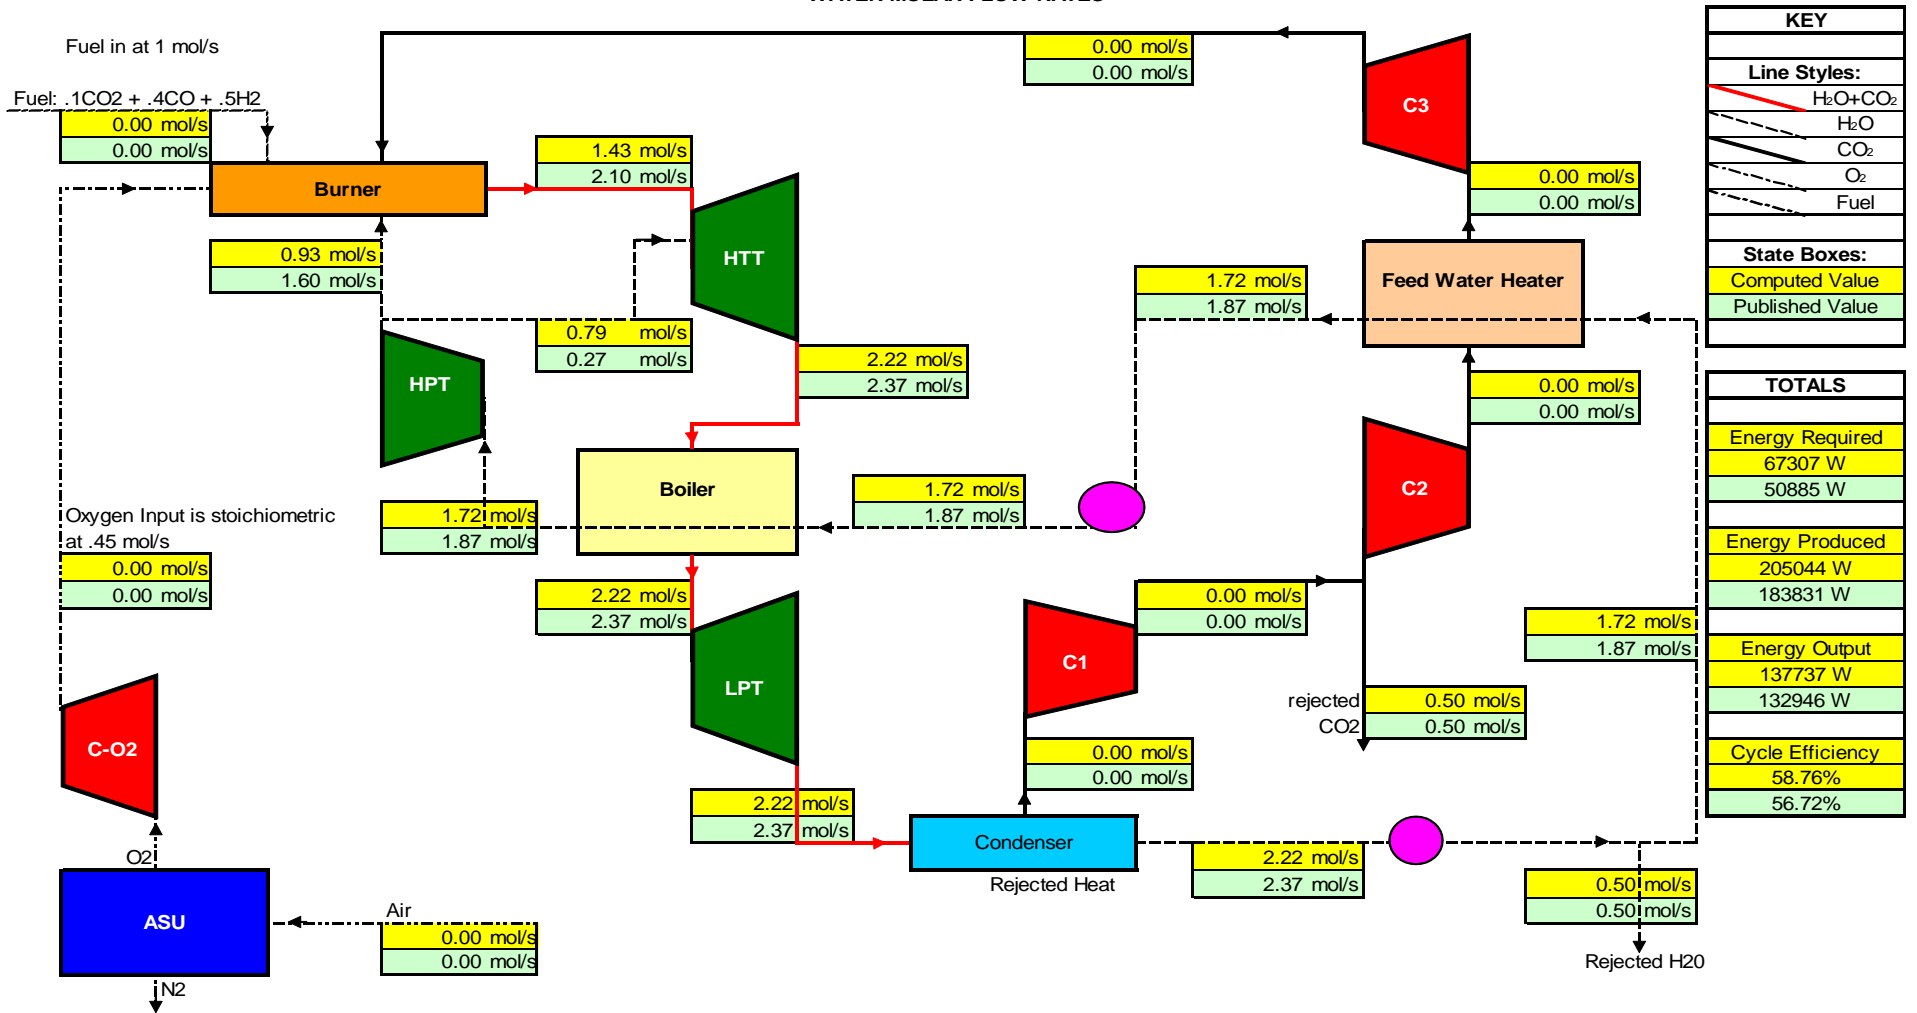 WATER MOLAR FLOW RATES
Fuel in at 1 mol/s
Fuel: .1CO2 + .4CO + .5H2
0.00 mol/s
0.00 mol/s
Burner
1.43 mol/s
2.10 mol/s
0.00 mol/s
0.00 mol/s
C3
0.00 mol/s
0.00 mol/s
0.93 mol/s
1.60 mol/s
HTT
0.79 mol/s
0.27 mol/s
HPT
2.22 mol/s
2.37 mol/s
1.72 mol/s
1.87 mol/s
Feed Water Heater
0.00 mol/s
0.00 mol/s
Boiler
1.72 mol/s
1.87 mol/s
1.72 mol/s
1.87 mol/s
C2
Oxygen Input is stoichiometric
at .45 mol/s
0.00 mol/s
0.00 mol/s
2.22 mol/s
2.37 mol/s
LPT
0.00 mol/s
0.00 mol/s
C1
1.72 mol/s
1.87 mol/s
rejected
CO2
0.50 mol/s
0.50 mol/s
C-O2
0.00 mol/s
0.00 mol/s
2.22 mol/s
2.37 mol/s
Condenser
Rejected Heat
2.22 mol/s
2.37 mol/s
0.50 mol/s
0.50 mol/s
Rejected H20
O2
ASU
Air
0.00 mol/s
0.00 mol/s
N2
KEY
Line Styles:
H2O+CO2
H2O
CO2
O2
Fuel
State Boxes:
Computed Value
Published Value
TOTALS
Energy Required
67307 W
50885 W
Energy Produced
205044 W
183831 W
Energy Output
137737 W
132946 W
Cycle Efficiency
58.76%
56.72%